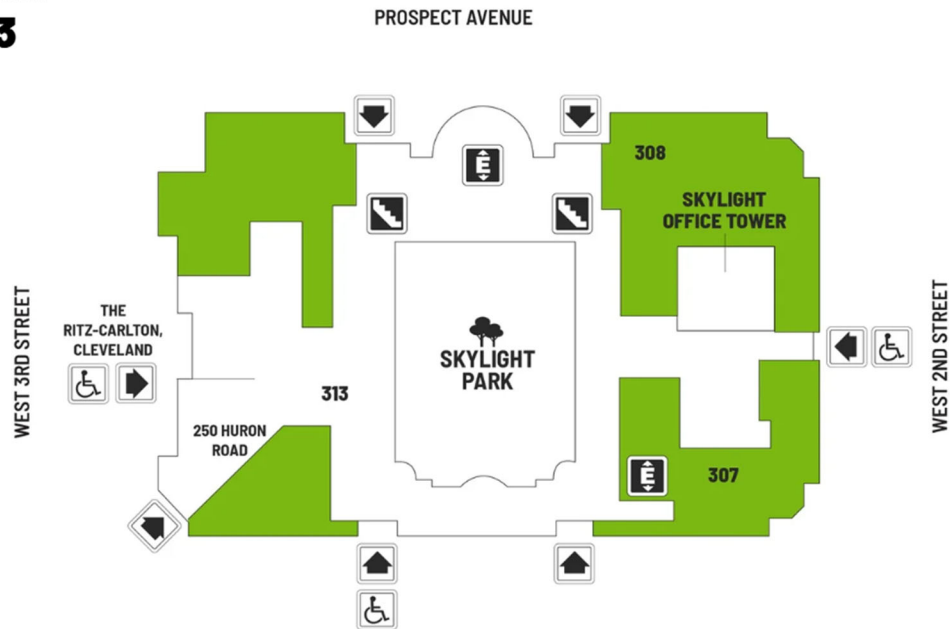 3
PROSPECT AVENUE
308
SKYLIGHT
OFFICE TOWER
E
THE
RITZ-CARLTON,
CLEVELAND
WEST 3RD STREET
WEST 2ND STREET
SKYLIGHT
PARK
313
250 HURON
ROAD
E
307